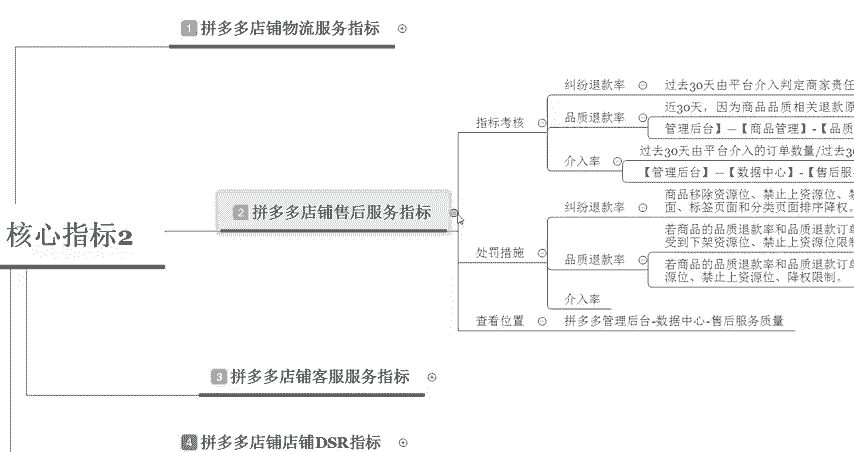 1 拼多多店铺物流服务指标
核心指标2
2 拼多多店铺售后服务指标
指标考核
纠纷退款率
过去30天由平台介入判定商家责任
品质退款率
近30天，因为商品品质相关退款原
管理后台】—【商品管理】-【品质
介入率
过去30天由平台介入的订单数量/过去30
【管理后台】—【数据中心】-【售后服务
处罚措施
纠纷退款率
商品移除资源位、禁止上资源位、
面、标签页面和分类页面排序降权。
品质退款率
若商品的品质退款率和品质退款订单
受到下架资源位、禁止上资源位限制
若商品的品质退款率和品质退款订单
源位、禁止上资源位、降权限制。
介入率
查看位置
拼多多管理后台-数据中心-售后服务质量
3 拼多多店铺客服服务指标
4 拼多多店铺店铺DSR指标